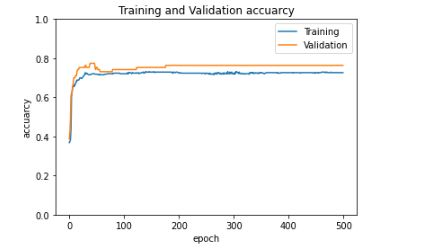 Training and Validation accuarcy
1.0
0.8
0.6
0.4
0.2
0.0
accuarcy
Training
Validation
0 100 200 300 400 500
epoch